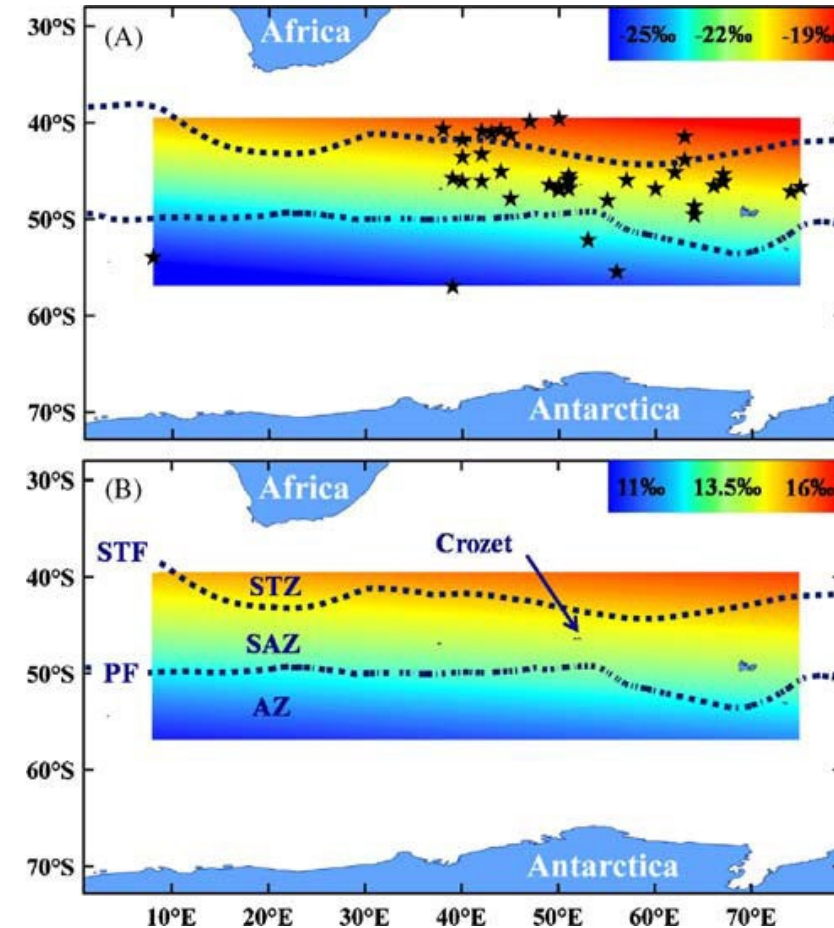 (A)
Africa
-25‰ -22‰ -19‰
30°S
40°S
50°S
60°S
70°S
Antarctica
(B)
Africa
11‰ 13.5‰ 16‰
30°S
STF
Crozet
40°S
STZ
SAZ
50°S
PF
AZ
60°S
70°S
Antarctica
10°E 20°E 30°E 40°E 50°E 60°E 70°E